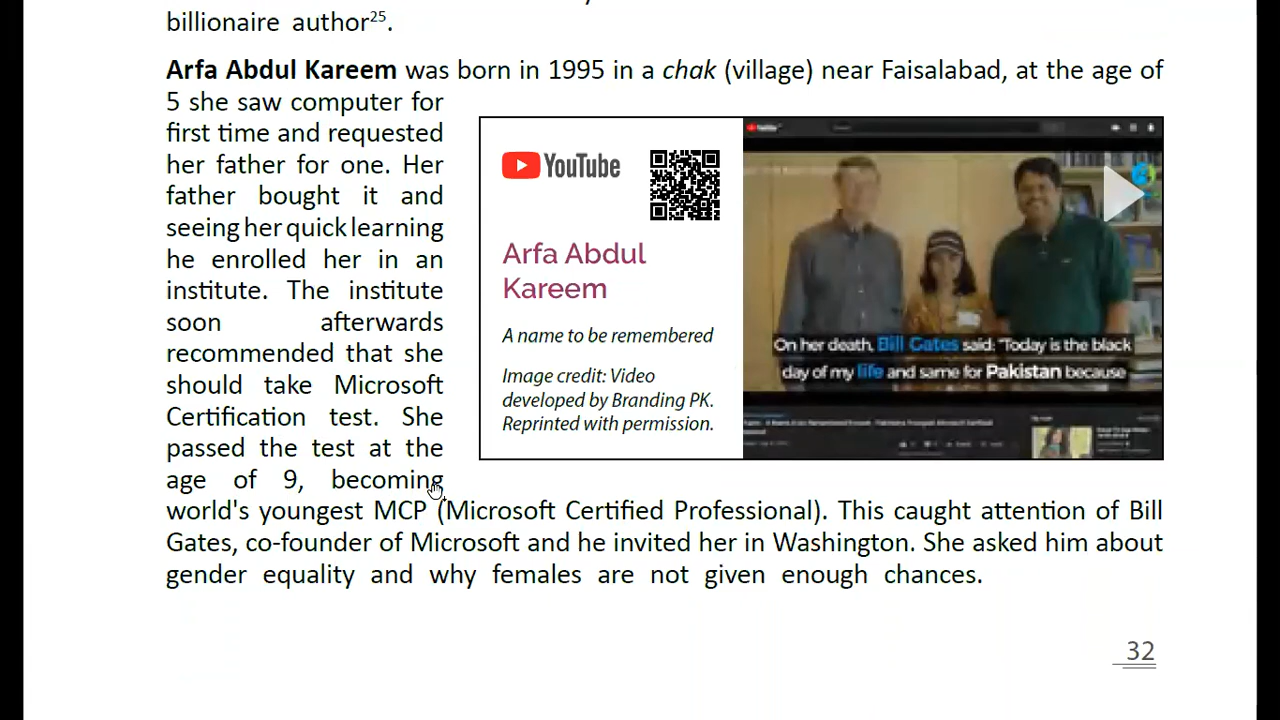 billionaire author25.
Arfa Abdul Kareem was born in 1995 in a chak (village) near Faisalabad, at the age of
5 she saw computer for
first time and requested
her father for one. Her
father bought it and
seeing her quick learning
he enrolled her in an
institute. The institute
soon afterwards
recommended that she
should take Microsoft
Certification test. She
passed the test at the
age of 9, becoming
world's youngest MCP (Microsoft Certified Professional). This caught attention of Bill
Gates, co-founder of Microsoft and he invited her in Washington. She asked him about
gender equality and why females are not given enough chances.
YouTube
Arfa Abdul
Kareem
A name to be remembered
Image credit: Video
developed by Branding PK.
Reprinted with permission.
On her death, Bill Gates said: "Today is the black
day of my life and same for Pakistan because
32